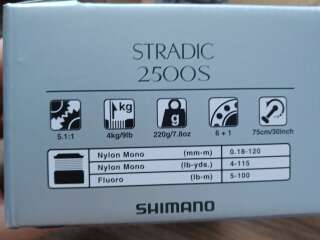 STRADIC
2500S
kg
g
5.1:1
4kg/9lb
220g/7.8oz
6 + 1
75cm/30inch
Nylon Mono (mm-m) 0.18-120
Nylon Mono (lb-yds.) 4-115
Fluoro (lb-m) 5-100
SHIMANO